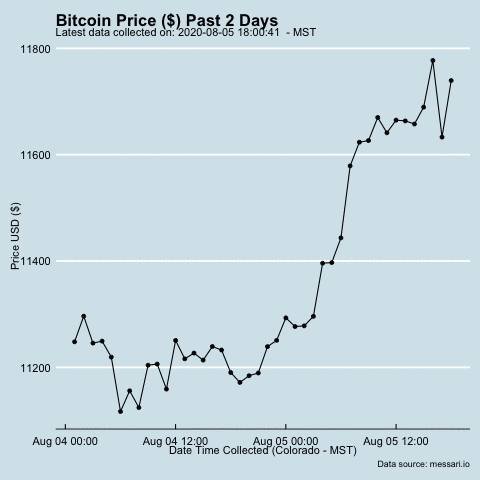 Bitcoin Price ($) Past 2 Days
Latest data collected on: 2020-08-05 18:00:41  - MST
11800
11600
11400
11200
Price USD ($)
Aug 04 00:00 Aug 04 12:00 Aug 05 00:00 Aug 05 12:00
Date Time Collected (Colorado - MST)
Data source: messari.io